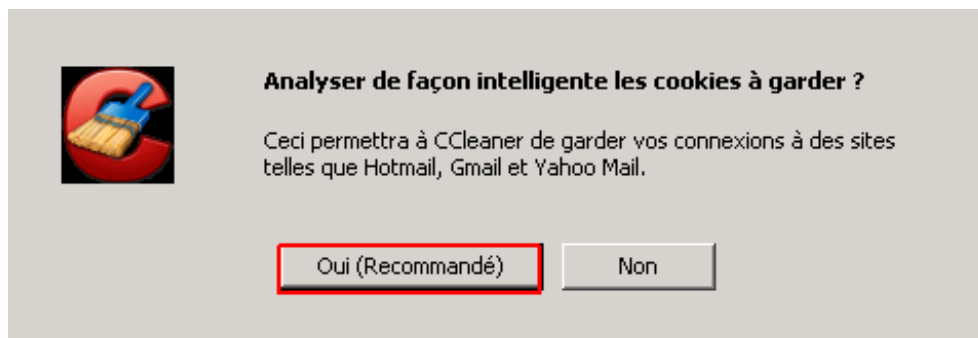 Analyser de façon intelligente les cookies à garder ?
Ceci permettra à CCleaner de garder vos connexions à des sites
telles que Hotmail, Gmail et Yahoo Mail.
Oui (Recommandé)
Non